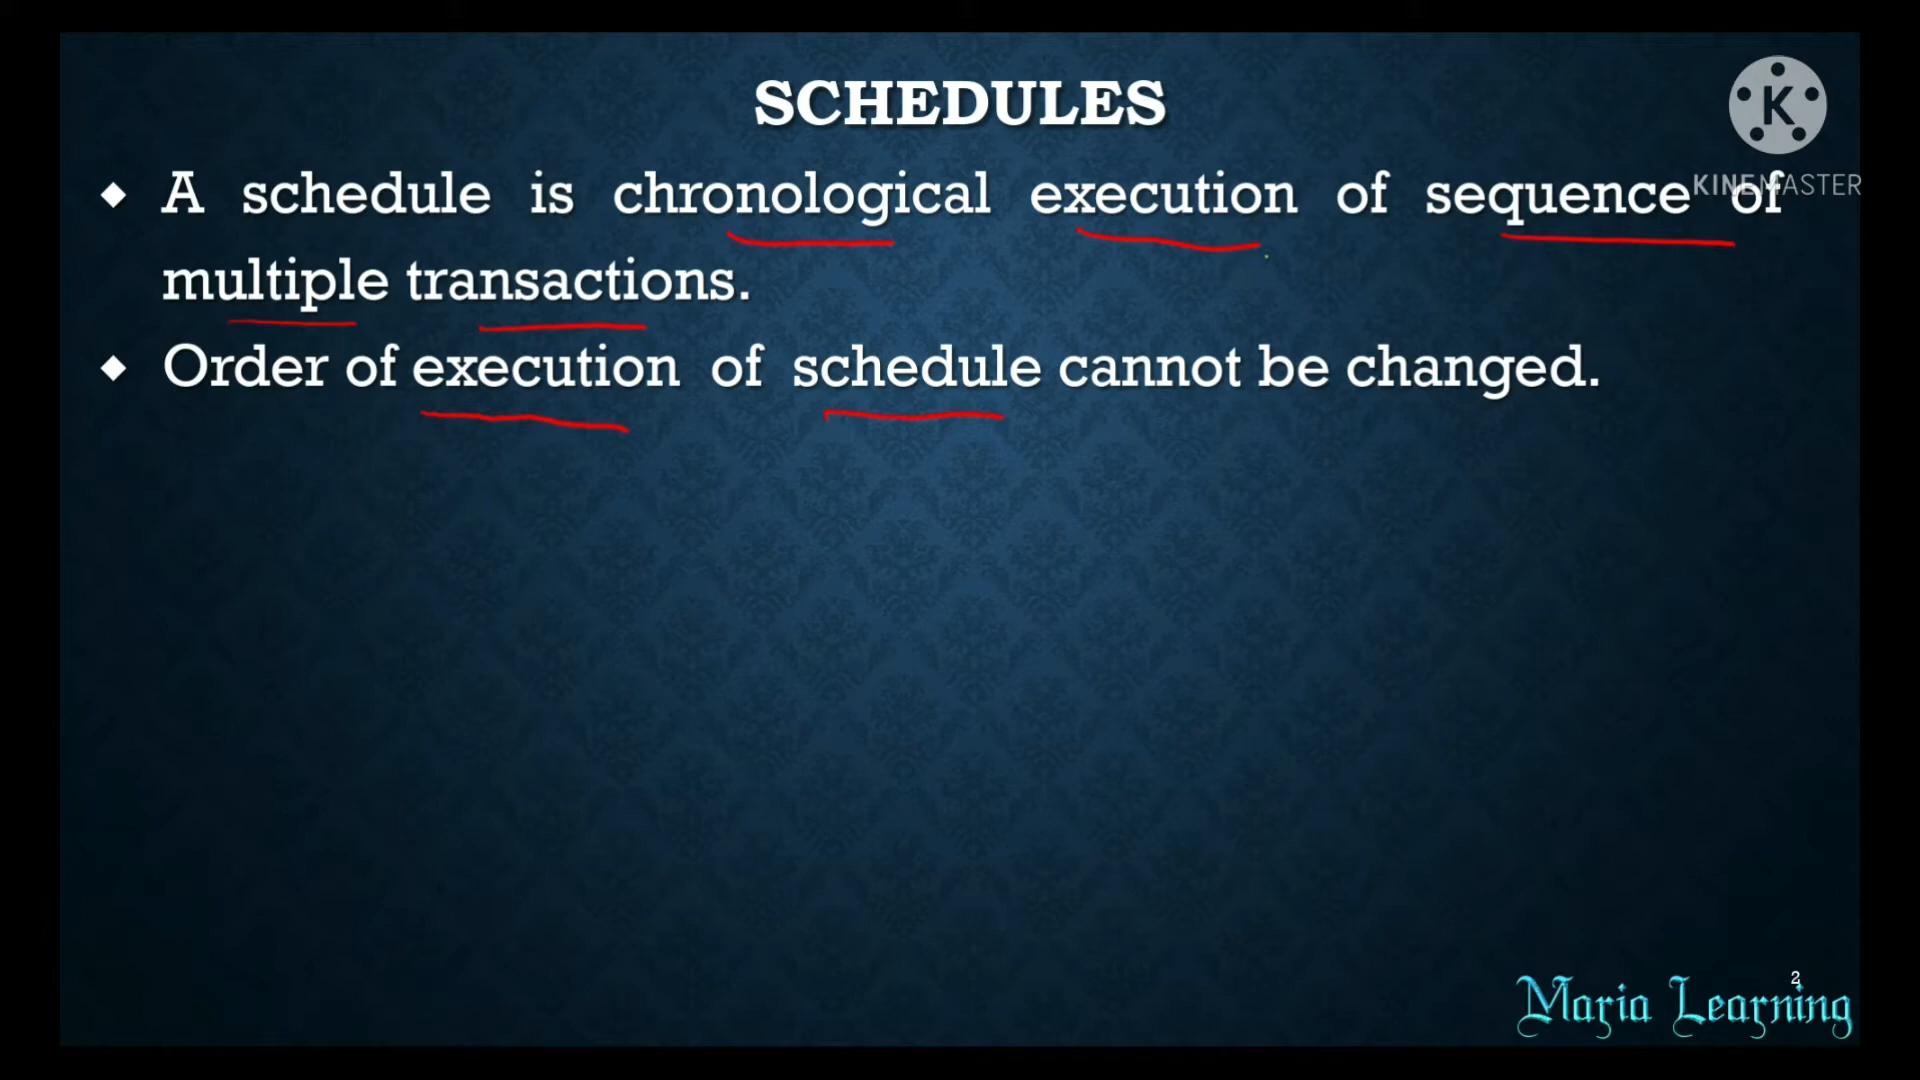 SCHEDULES
K
KINEMASTER
◆ A schedule is chronological execution of sequence of
multiple transactions.
◆ Order of execution of schedule cannot be changed.
2
Maria Learning